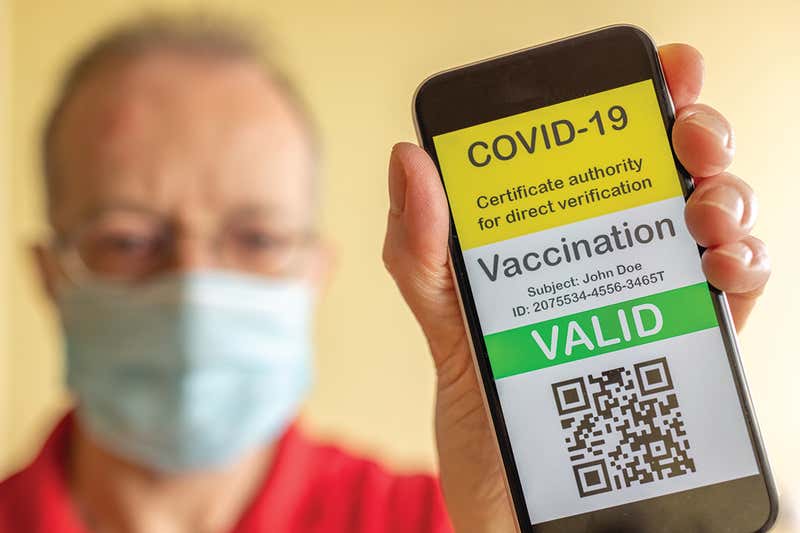 COVID-19
Certificate authority
for direct verification
Vaccination
Subject: John Doe
ID: 2075534-4556-3465T
VALID